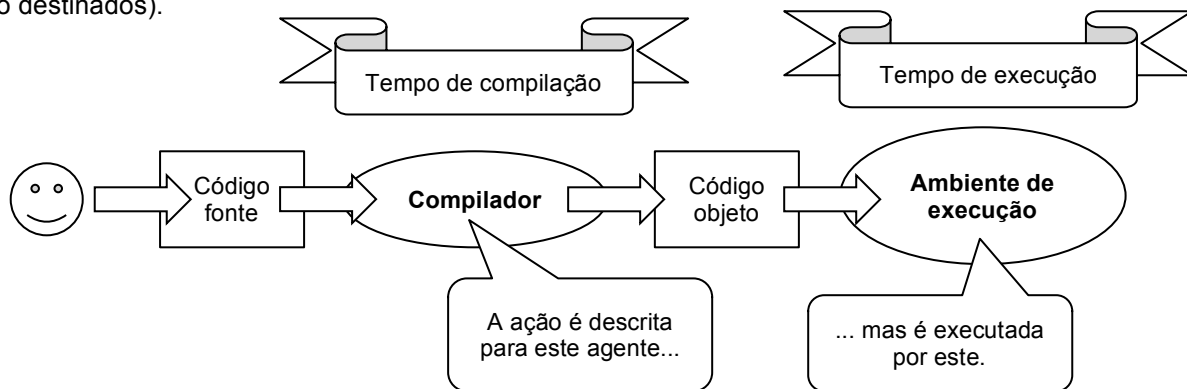 o destinados).
Tempo de compilação
Tempo de execução
Código
fonte
Compilador
Código
objeto
Ambiente de
execução
A ação é descrita
para este agente...
... mas é executada
por este.